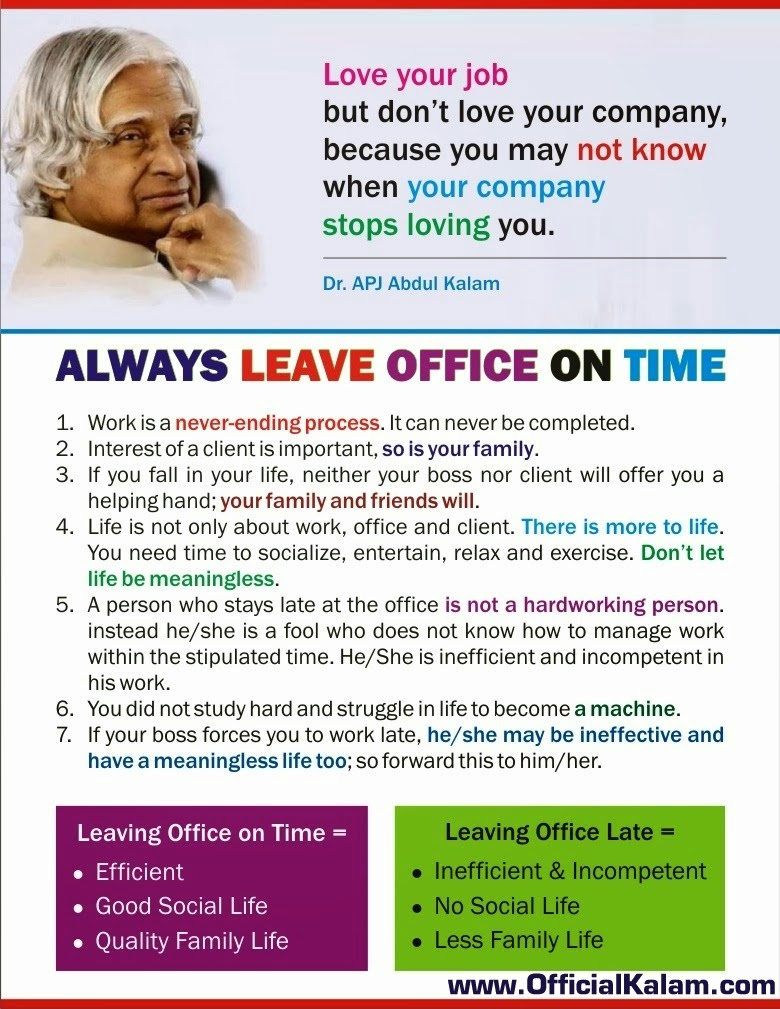 Love your job
but don't love your company,
because you may not know
when your company
stops loving you.
Dr. APJ Abdul Kalam
ALWAYS LEAVE OFFICE ON TIME
1. Work is a never-ending process. It can never be completed.
2. Interest of a client is important, so is your family.
3. If you fall in your life, neither your boss nor client will offer you a
helping hand; your family and friends will.
4. Life is not only about work, office and client. There is more to life.
You need time to socialize, entertain, relax and exercise. Don't let
life be meaningless.
5. A person who stays late at the office is not a hardworking person.
instead he/she is a fool who does not know how to manage work
within the stipulated time. He/She is inefficient and incompetent in
his work.
6. You did not study hard and struggle in life to become a machine.
7. If your boss forces you to work late, he/she may be ineffective and
have a meaningless life too; so forward this to him/her.
Leaving Office on Time =
• Efficient
• Good Social Life
• Quality Family Life
Leaving Office Late =
• Inefficient & Incompetent
• No Social Life
• Less Family Life
www.OfficialKalam.com